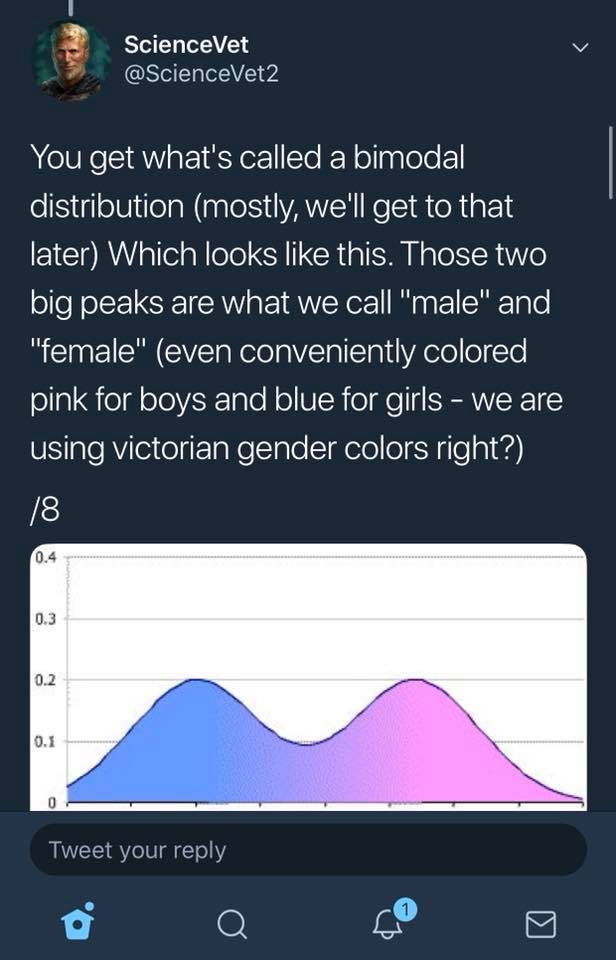 ScienceVet
@ScienceVet2
You get what's called a bimodal
distribution (mostly, we'll get to that
later) Which looks like this. Those two
big peaks are what we call "male" and
"female" (even conveniently colored
pink for boys and blue for girls - we are
using victorian gender colors right?)
/8
0.4
0.3
0.2
0.1
0
Tweet your reply
1